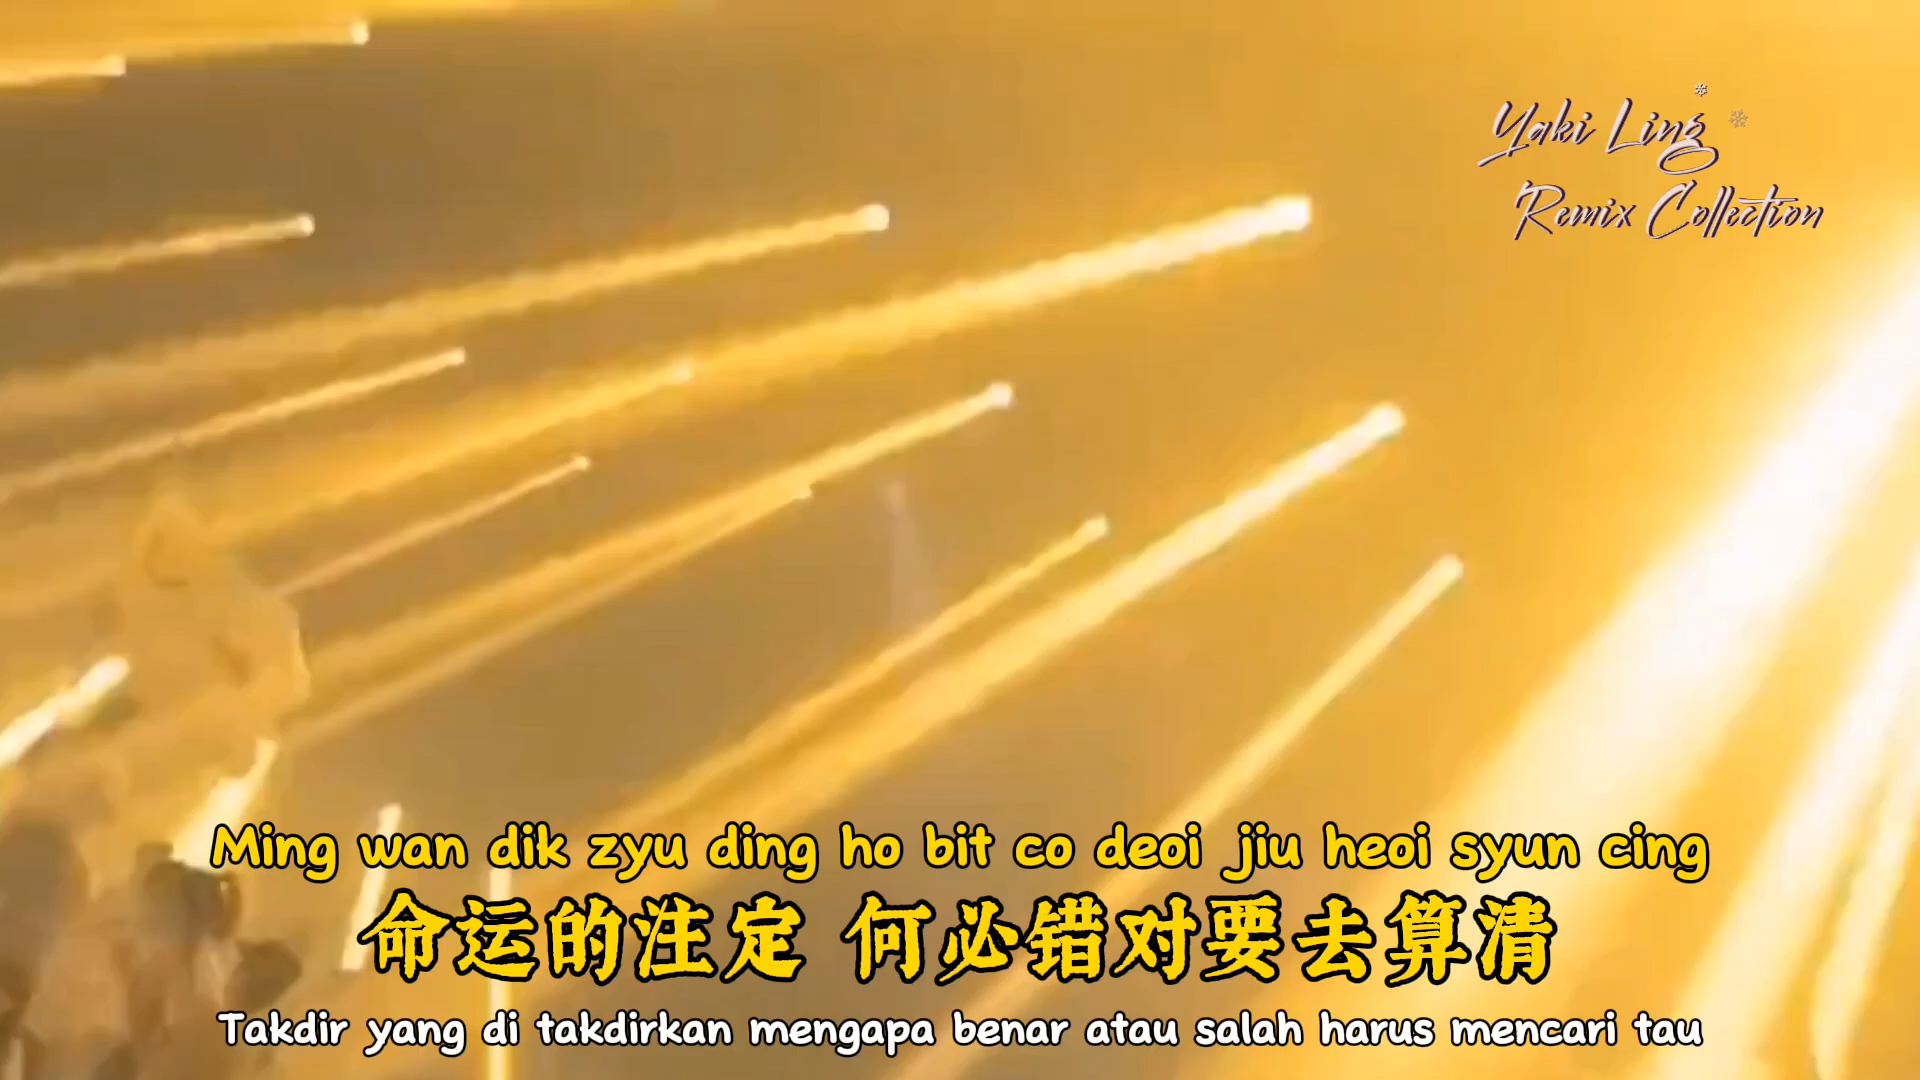 Yaki Ling
Remix Collection
Ming wan dik zyu ding ho bit co deoi jiu heoi syun cing
命运的注定 何必错对要去算清
Takdir yang di takdirkan mengapa benar atau salah harus mencari tau